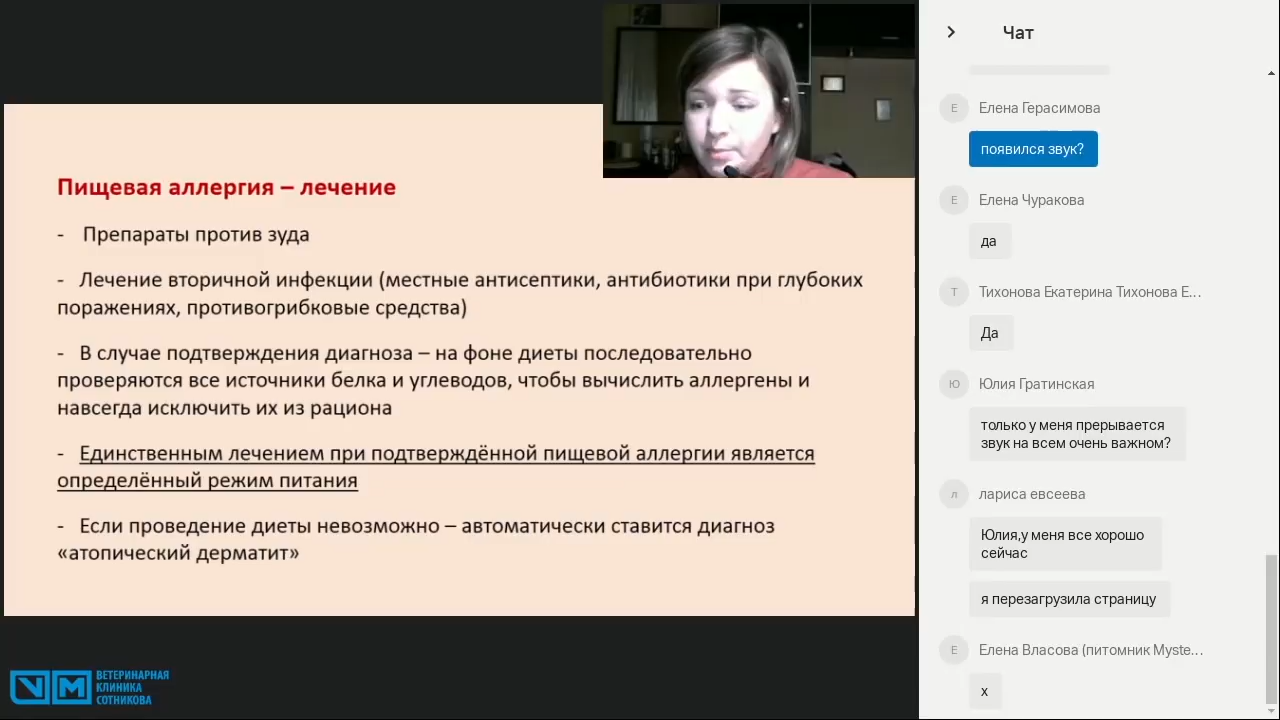 Пищевая аллергия – лечение
- Препараты против зуда
- Лечение вторичной инфекции (местные антисептики, антибиотики при глубоких
поражениях, противогрибковые средства)
- В случае подтверждения диагноза – на фоне диеты последовательно
проверяются все источники белка и углеводов, чтобы вычислить аллергены и
навсегда исключить их из рациона
- Единственным лечением при подтверждённой пищевой аллергии является
определённый режим питания
- Если проведение диеты невозможно – автоматически ставится диагноз
«атопический дерматит»
VM
ВЕТЕРИНАРНАЯ
КЛИНИКА
СОТНИКОВА
Чат
Е
Елена Герасимова
появился звук?
Е
Елена Чуракова
да
Т
Тихонова Екатерина Тихонова Е...
Да
Ю
Юлия Гратинская
только у меня прерывается
звук на всем очень важном?
л
лариса евсеева
Юлия,у меня все хорошо
сейчас
я перезагрузила страницу
Е
Елена Власова (питомник Myste...
х